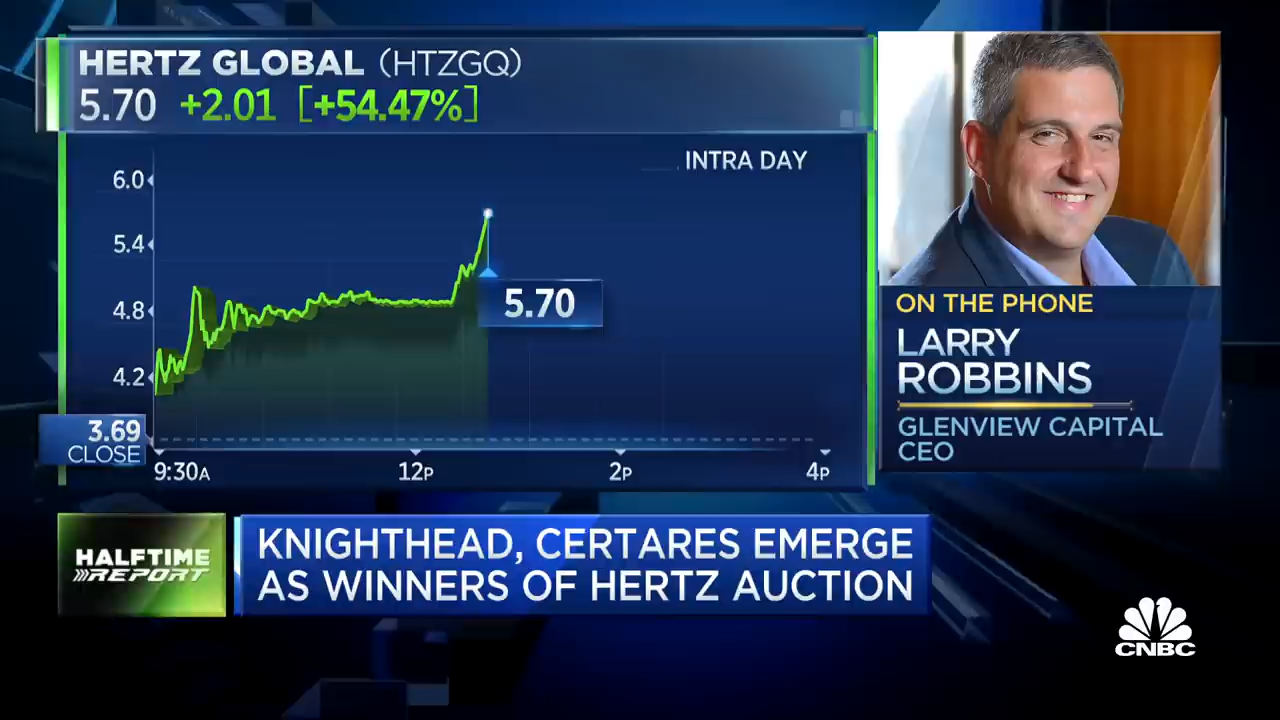 HERTZ GLOBAL (HTZGQ)
5.70 +2.01 [+54.47%]
INTRA DAY
6.0
5.4
4.8
4.2
5.70
3.69
CLOSE
9:30A
12P
2P
4P
ON THE PHONE
LARRY
ROBBINS
GLENVIEW CAPITAL
CEO
HALFTIME
REPORT
KNIGHTHEAD, CERTARES EMERGE
AS WINNERS OF HERTZ AUCTION
CNBC